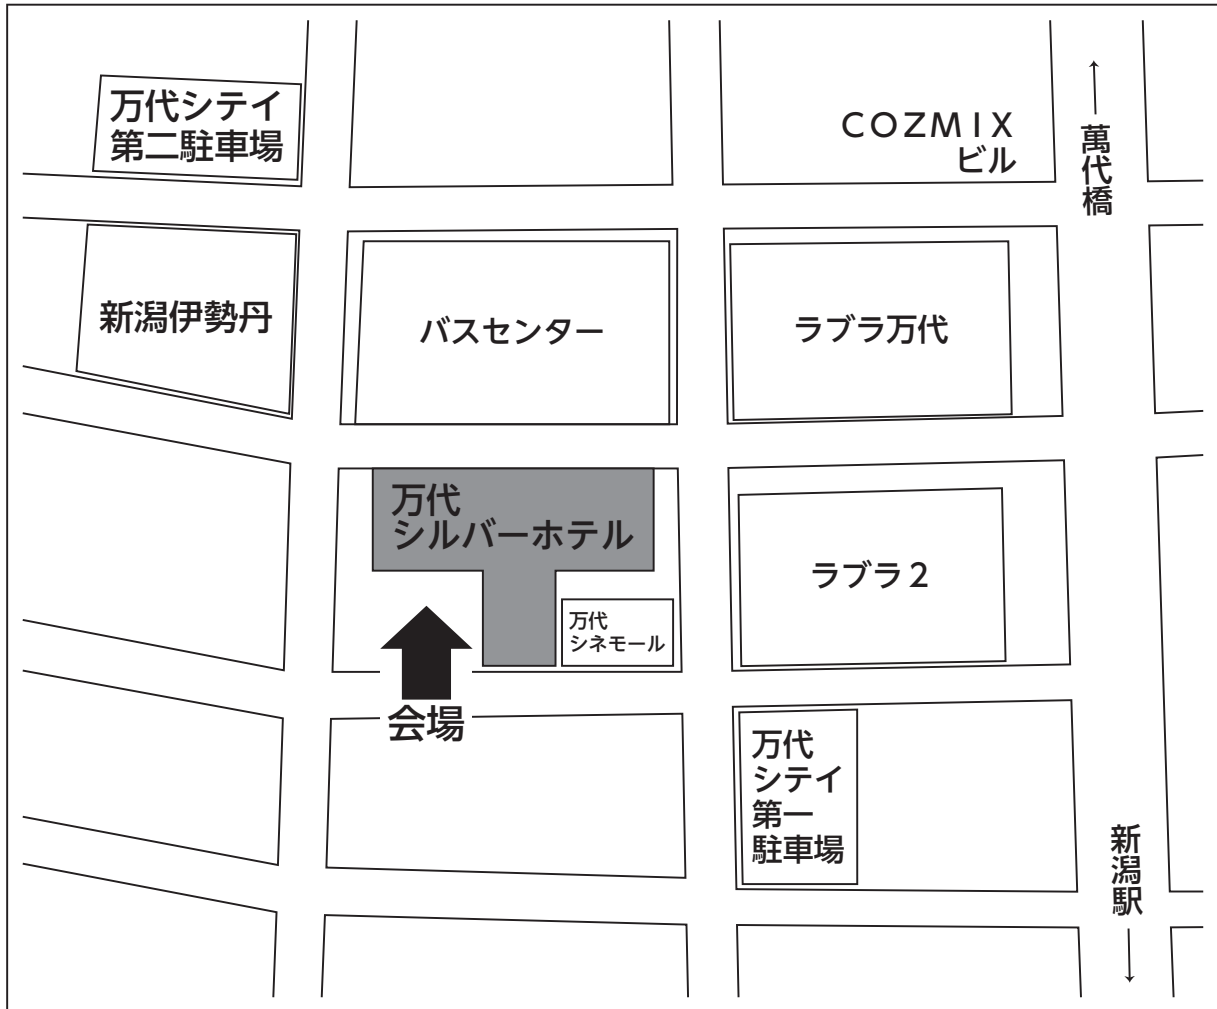 万代シテイ
第二駐車場
COZMIX
ビル
↑
萬代橋
新潟伊勢丹
バスセンター
ラブラ万代
万代
シルバーホテル
ラブラ2
万代
シネモール
会場
万代
シテイ
第一
駐車場
新潟駅
↓